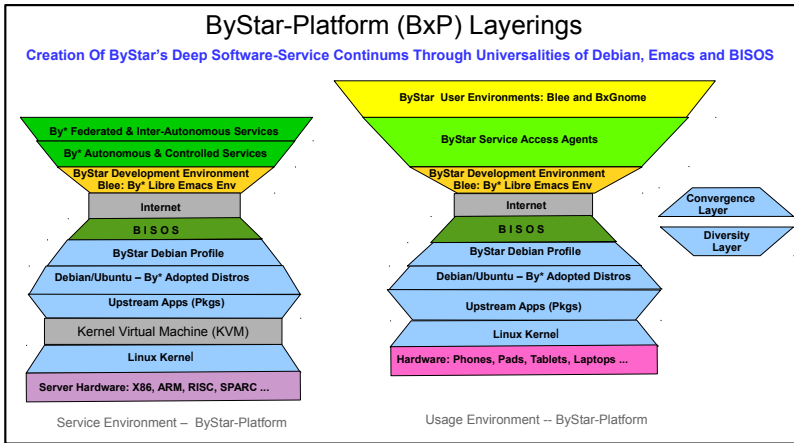 ByStar-Platform (BxP) Layerings
Creation Of ByStar's Deep Software-Service Continums Through Universalities of Debian, Emacs and BISOS
By* Federated & Inter-Autonomous Services
By* Autonomous & Controlled Services
ByStar Development Environment
Blee: By* Libre Emacs Env
Internet
B I S O S
ByStar Debian Profile
Debian/Ubuntu – By* Adopted Distros
Upstream Apps (Pkgs)
Kernel Virtual Machine (KVM)
Linux Kernel
Server Hardware: X86, ARM, RISC, SPARC ...
Service Environment – ByStar-Platform
ByStar User Environments: Blee and BxGnome
ByStar Service Access Agents
ByStar Development Environment
Blee: By* Libre Emacs Env
Internet
B I S O S
ByStar Debian Profile
Debian/Ubuntu – By* Adopted Distros
Upstream Apps (Pkgs)
Linux Kernel
Hardware: Phones, Pads, Tablets, Laptops ...
Usage Environment -- ByStar-Platform
Convergence
Layer
Diversity
Layer